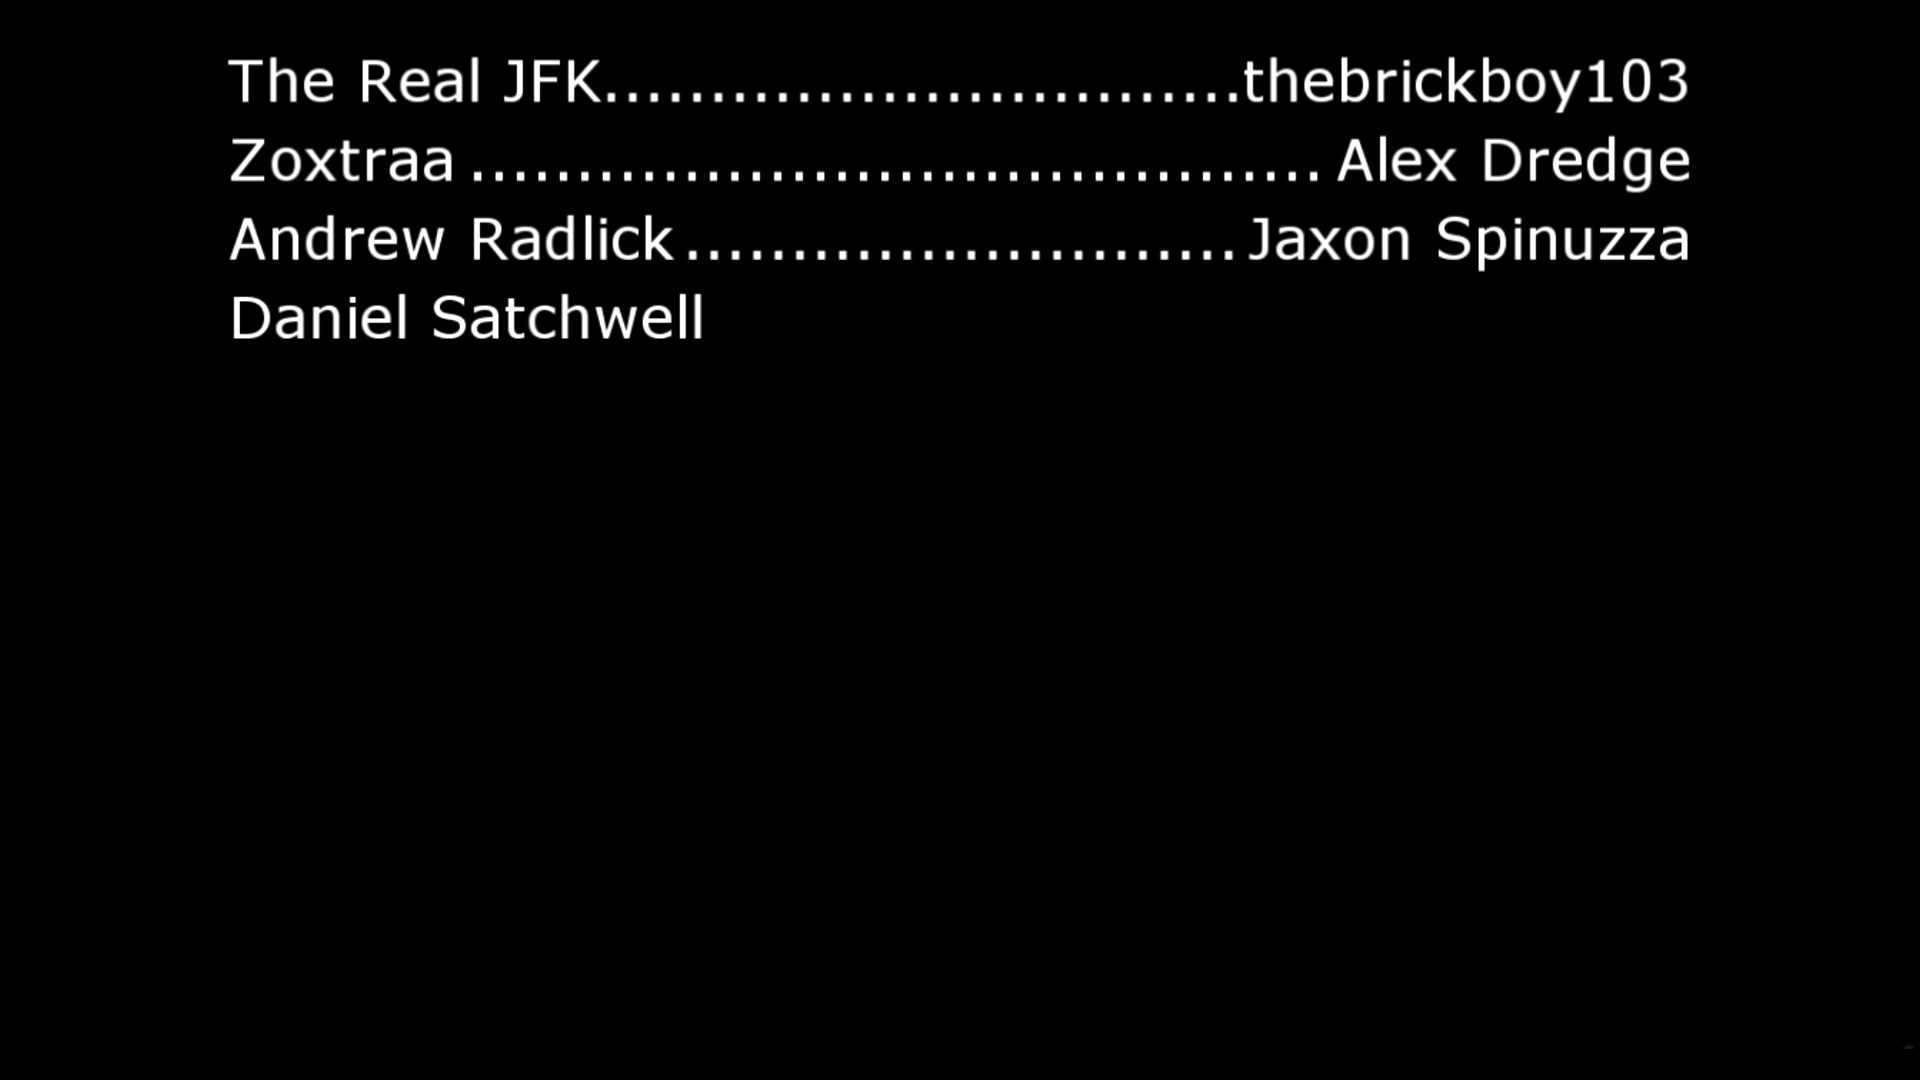 The Real JFK..............................thebrickboy103
Zoxtraa........................................Alex Dredge
Andrew Radlick..........................Jaxon Spinuzza
Daniel Satchwell